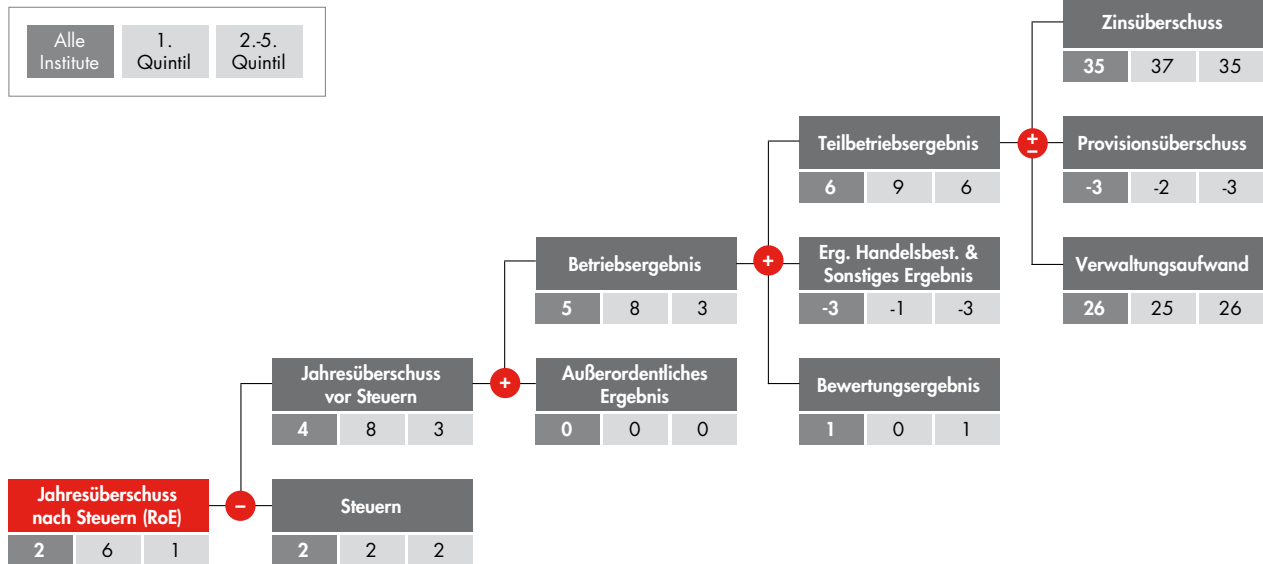 Alle
Institute
1.
Quintil
2.-5.
Quintil
Zinsüberschuss
35 37 35
Teilbetriebsergebnis
6 9 6
+
−
Provisionsüberschuss
-3 -2 -3
Betriebsergebnis
5 8 3
+
Erg. Handelsbest. &
Sonstiges Ergebnis
-3 -1 -3
Verwaltungsaufwand
26 25 26
Jahresüberschuss
vor Steuern
4 8 3
+
Außerordentliches
Ergebnis
0 0 0
Bewertungsergebnis
1 0 1
Jahresüberschuss
nach Steuern (RoE)
2 6 1
−
Steuern
2 2 2